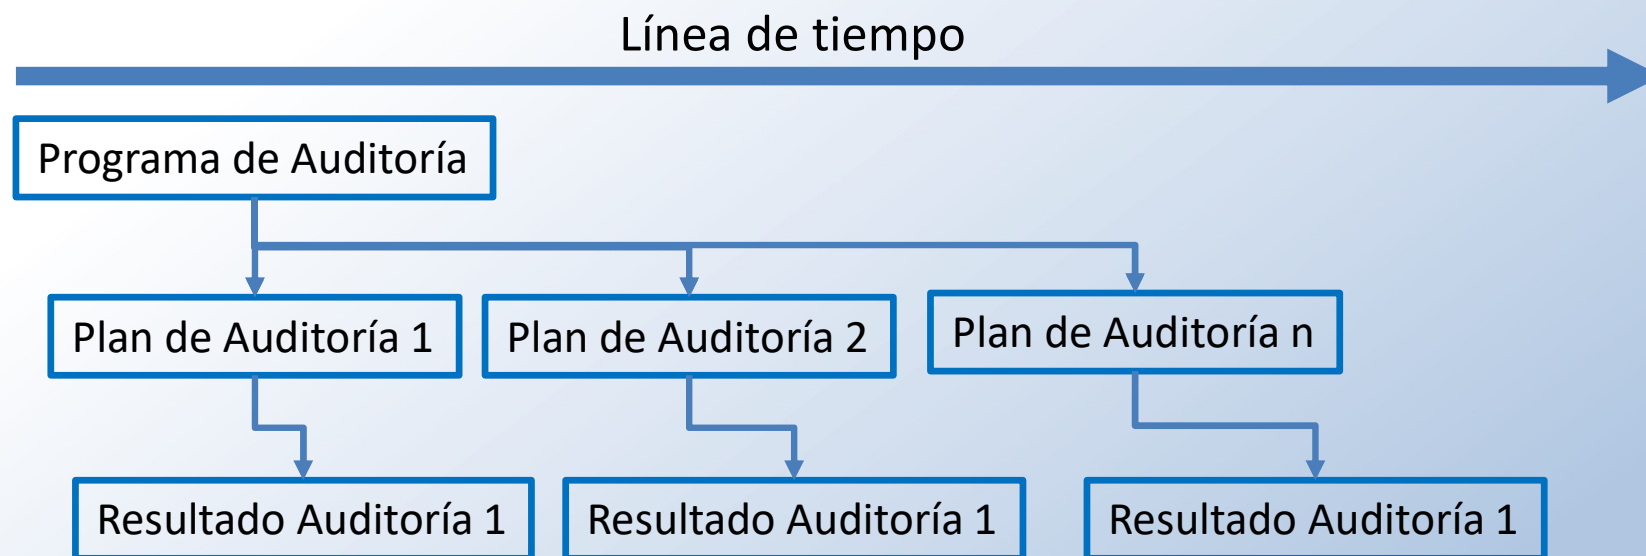 Línea de tiempo
Programa de Auditoría
Plan de Auditoría 1
Plan de Auditoría 2
Plan de Auditoría n
Resultado Auditoría 1
Resultado Auditoría 1
Resultado Auditoría 1